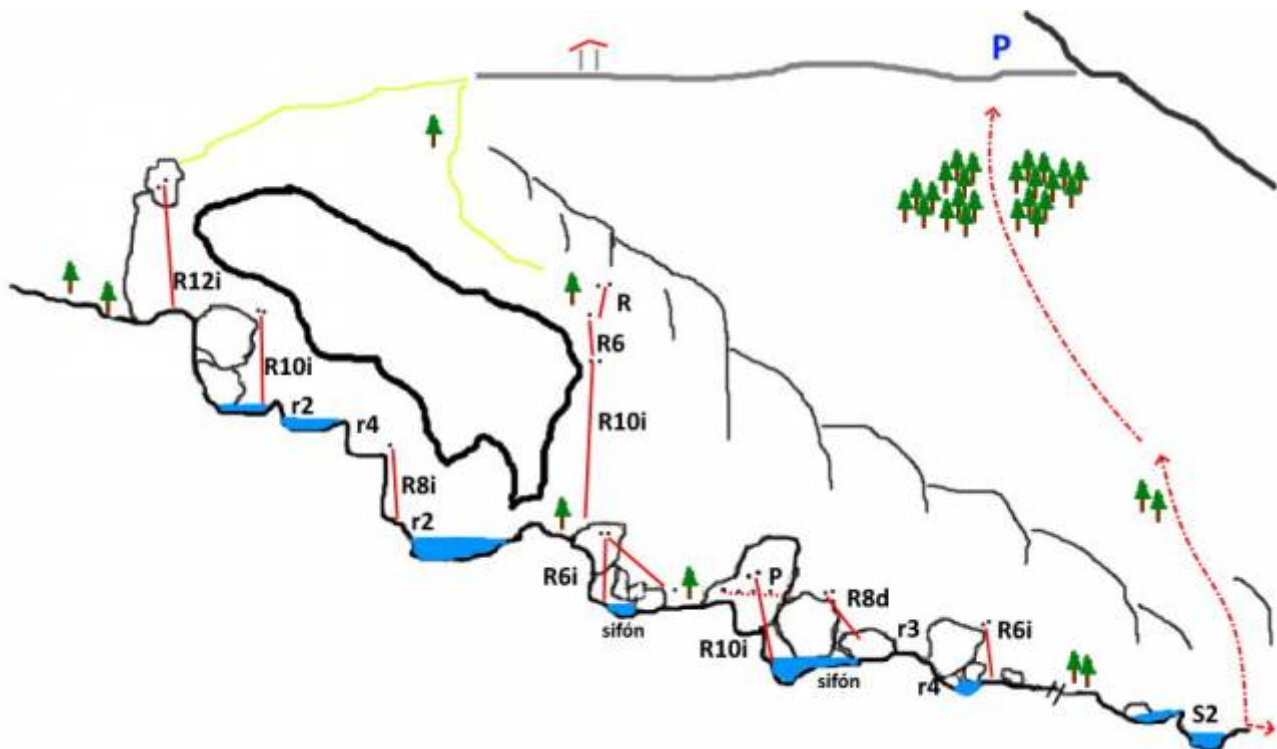 P
R12i
R
R6
R10i
r2
r4
R10i
R8i
r2
R6i
sifón
P
R8d
R10i
sifón
r3
R6i
r4
S2